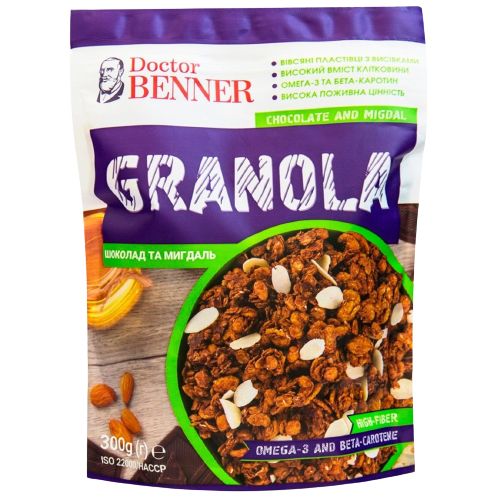 Doctor
BENNER
• ВІВСЯНІ ПЛАСТІВЦІ З ВИСІВКАМИ
• ВИСОКИЙ ВМІСТ КЛІТКОВИНИ
• ОМЕГА-3 ТА БЕТА-КАРОТИН
• ВИСОКА ПОЖИВНА ЦІННІСТЬ
CHOCOLATE AND MIGDAL
GRANOLA
ШОКОЛАД ТА МИГДАЛЬ
HIGH-FIBER
OMEGA-3 AND BETA-CAROTENE
300g (г) e
ISO 22000/HACCP